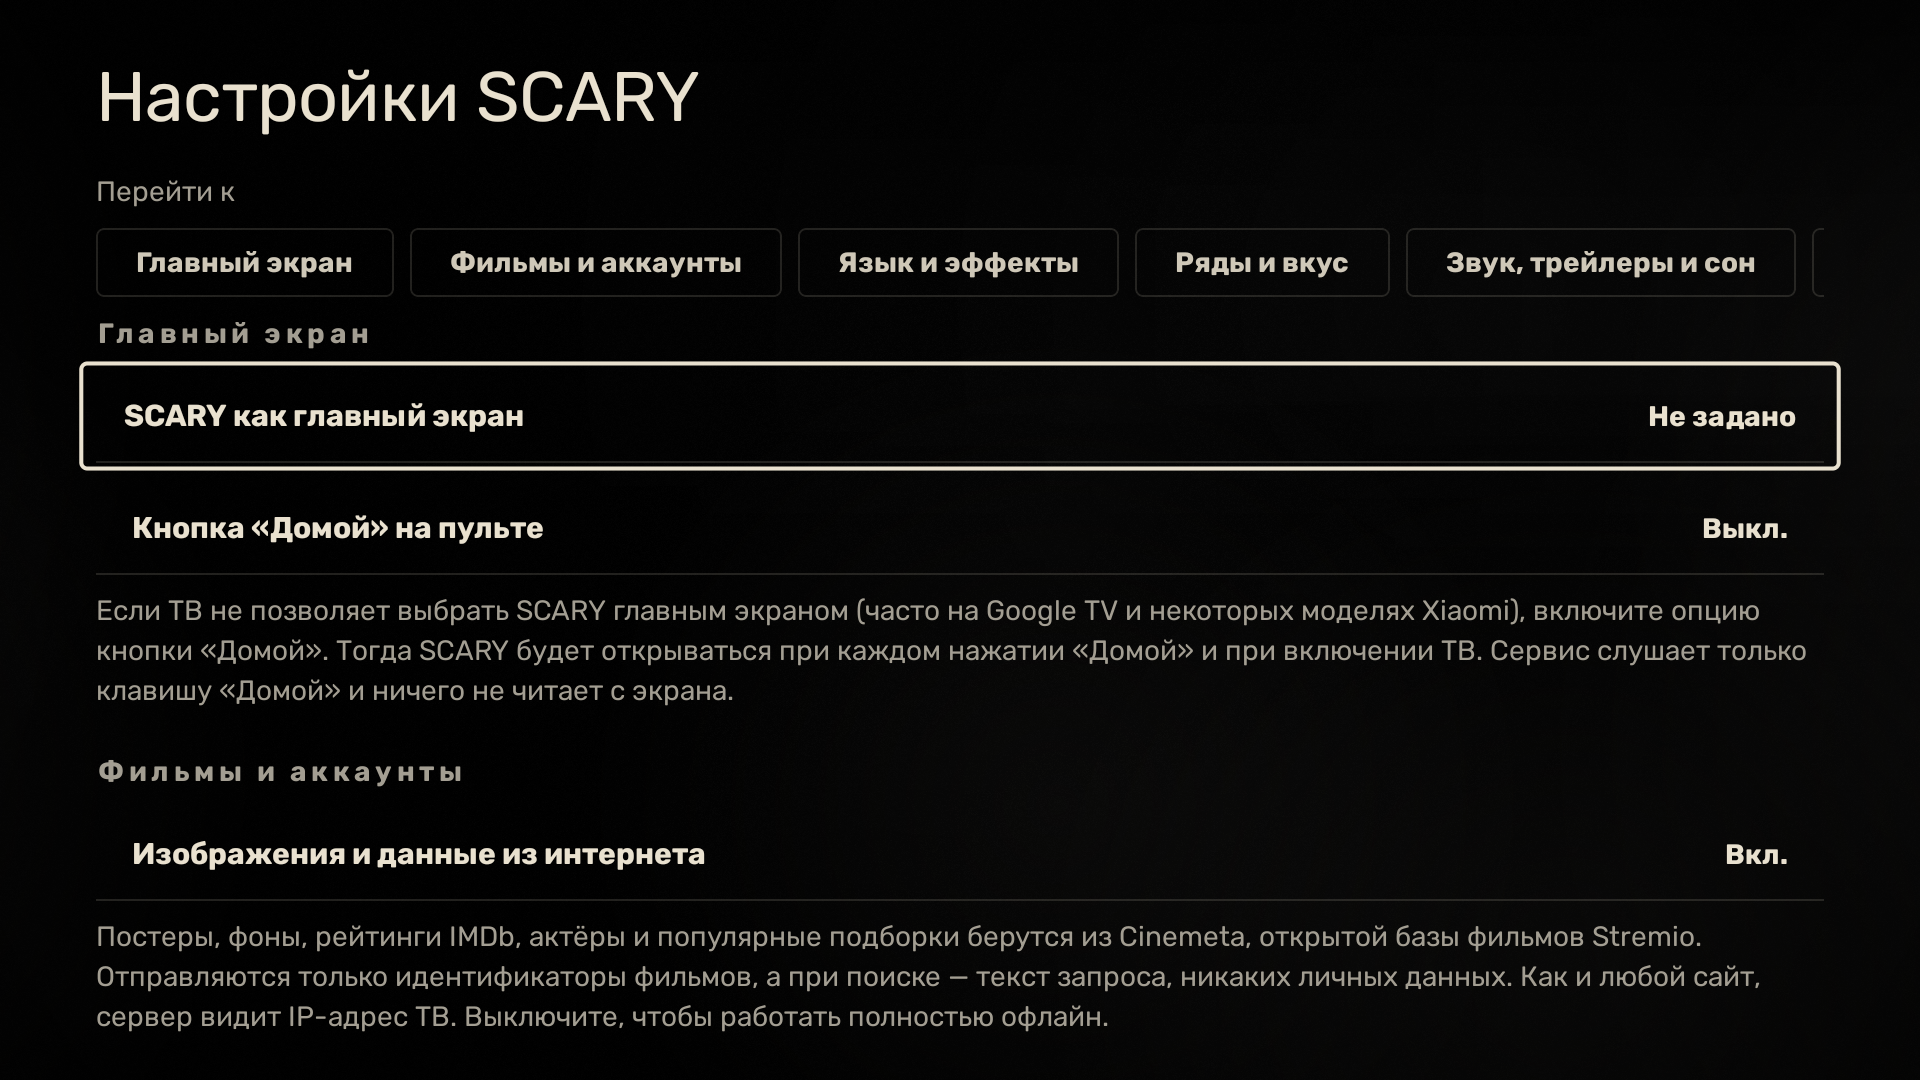 Настройки SCARY
Перейти к
Главный экран
Фильмы и аккаунты
Язык и эффекты
Ряды и вкус
Звук, трейлеры и сон
Главный экран
SCARY как главный экран
Не задано
Кнопка «Домой» на пульте
Выкл.
Если ТВ не позволяет выбрать SCARY главным экраном (часто на Google TV и некоторых моделях Xiaomi), включите опцию
кнопки «Домой». Тогда SCARY будет открываться при каждом нажатии «Домой» и при включении ТВ. Сервис слушает только
клавишу «Домой» и ничего не читает с экрана.
Фильмы и аккаунты
Изображения и данные из интернета
Вкл.
Постеры, фоны, рейтинги IMDb, актёры и популярные подборки берутся из Cinemeta, открытой базы фильмов Stremio.
Отправляются только идентификаторы фильмов, а при поиске — текст запроса, никаких личных данных. Как и любой сайт,
сервер видит IP-адрес ТВ. Выключите, чтобы работать полностью офлайн.